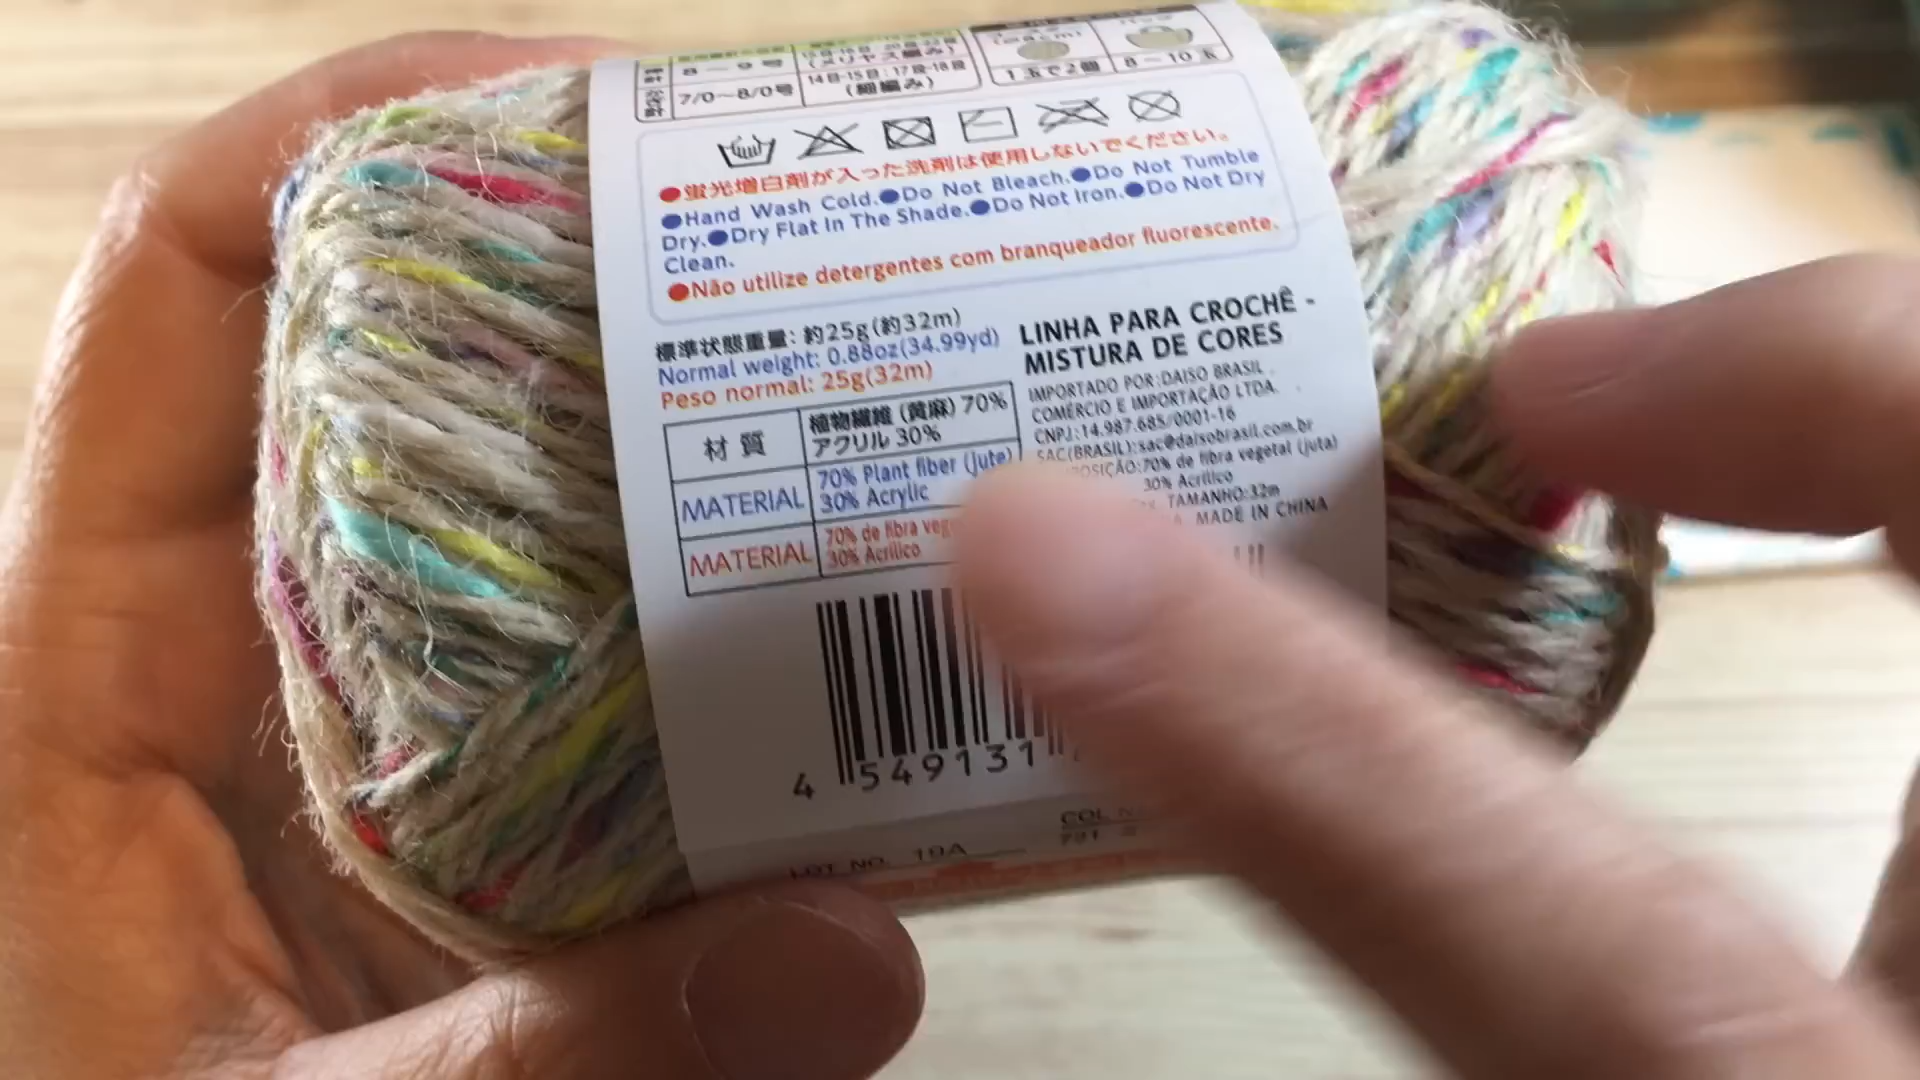 8－9号
(メリヤス編み)
7/0～8/0号
14目-15目：17段-18段
(細編み)
1玉で2個
8－10玉
●蛍光増白剤が入った洗剤は使用しないでください。
●Hand Wash Cold.●Do Not Bleach.●Do Not Tumble
Dry.●Dry Flat In The Shade.●Do Not Iron.●Do Not Dry
Clean.
●Não utilize detergentes com branqueador fluorescente.
標準状態重量：約25g(約32m)
Normal weight: 0.88oz(34.99yd)
Peso normal: 25g(32m)
材質
植物繊維（黄麻）70%
アクリル 30%
MATERIAL
70% Plant fiber (jute)
30% Acrylic
MATERIAL
70% de fibra
30% Acrílico
LINHA PARA CROCHÊ -
MISTURA DE CORES
IMPORTADO POR:DAISO BRASIL
COMÉRCIO E IMPORTAÇÃO LTDA.
CNPJ:14.987.685/0001-16
SAC(BRASIL):sac@daisobrasil.com.br
70% de fibra vegetal (juta)
30% Acrílico
TAMANHO:32m
MADE IN CHINA
4 549131
LOT NO. 19A
COL